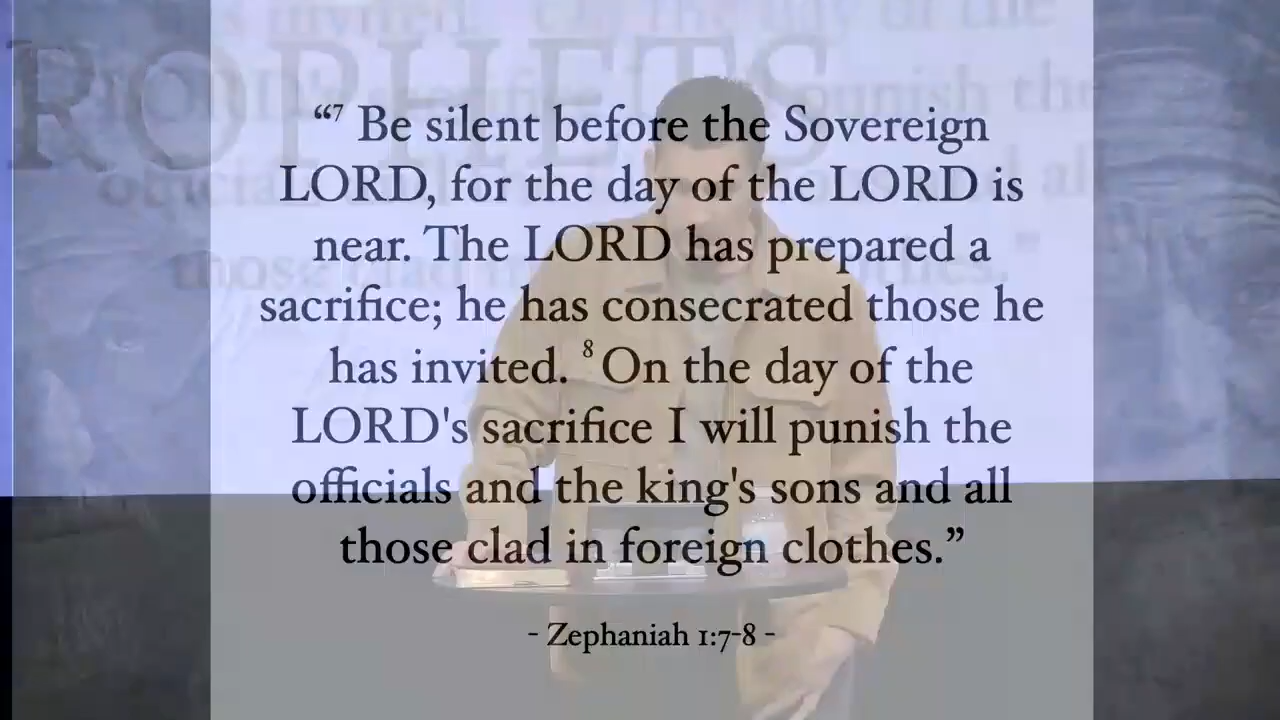 ROPHETS
“⁷ Be silent before the Sovereign
LORD, for the day of the LORD is
near. The LORD has prepared a
sacrifice; he has consecrated those he
has invited. ⁸ On the day of the
LORD's sacrifice I will punish the
officials and the king's sons and all
those clad in foreign clothes.”
- Zephaniah 1:7-8 -